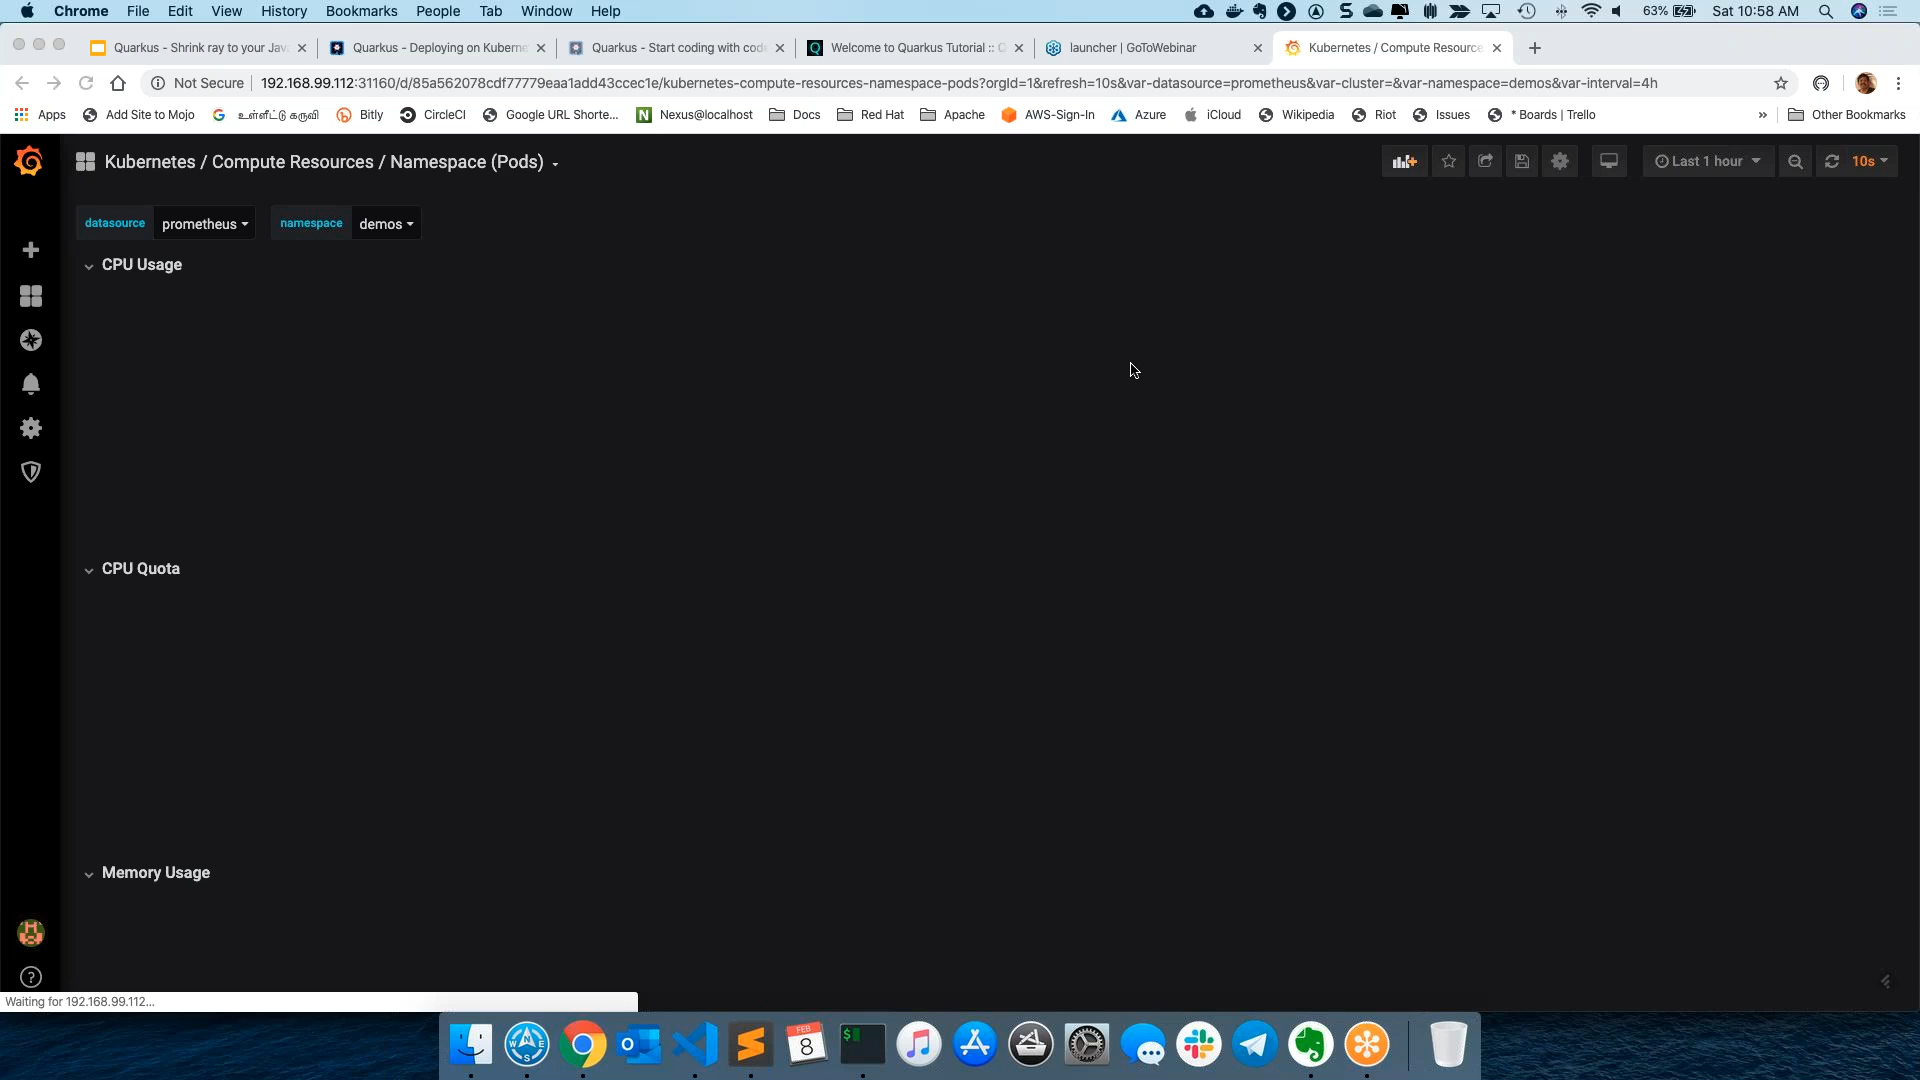 Chrome File Edit View History Bookmarks People Tab Window Help 63% Sat 10:58 AM
Quarkus - Shrink ray to your Jav Quarkus - Deploying on Kuberne Quarkus - Start coding with cod Welcome to Quarkus Tutorial :: launcher | GoToWebinar Kubernetes / Compute Resource
Not Secure 192.168.99.112:31160/d/85a562078cdf77779eaa1add43ccec1e/kubernetes-compute-resources-namespace-pods?orgId=1&refresh=10s&var-datasource=prometheus&var-cluster=&var-namespace=demos&var-interval=4h
Apps Add Site to Mojo உள்ளீட்டு கருவி Bitly CircleCI Google URL Shorte... Nexus@localhost Docs Red Hat Apache AWS-Sign-In Azure iCloud Wikipedia Riot Issues * Boards | Trello » Other Bookmarks
Kubernetes / Compute Resources / Namespace (Pods) Last 1 hour 10s
datasource prometheus namespace demos
CPU Usage
CPU Quota
Memory Usage
Waiting for 192.168.99.112...
FEB
8